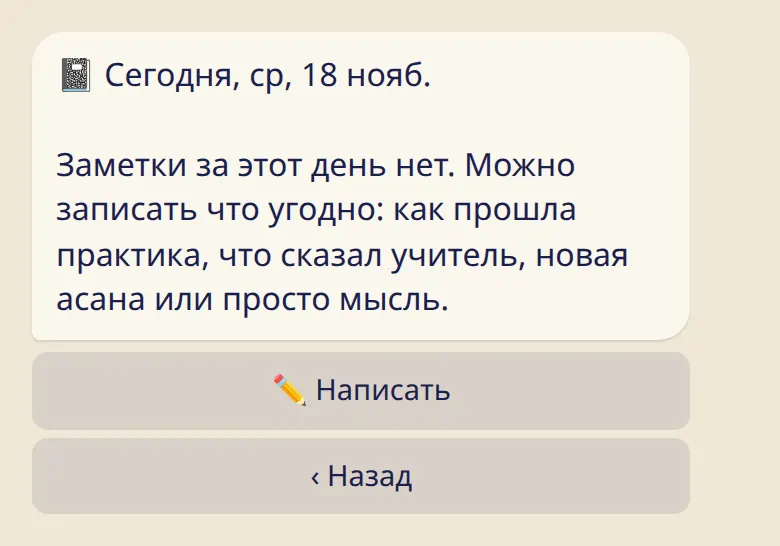 📓 Сегодня, ср, 18 нояб.
Заметки за этот день нет. Можно
записать что угодно: как прошла
практика, что сказал учитель, новая
асана или просто мысль.
✏️ Написать
‹ Назад